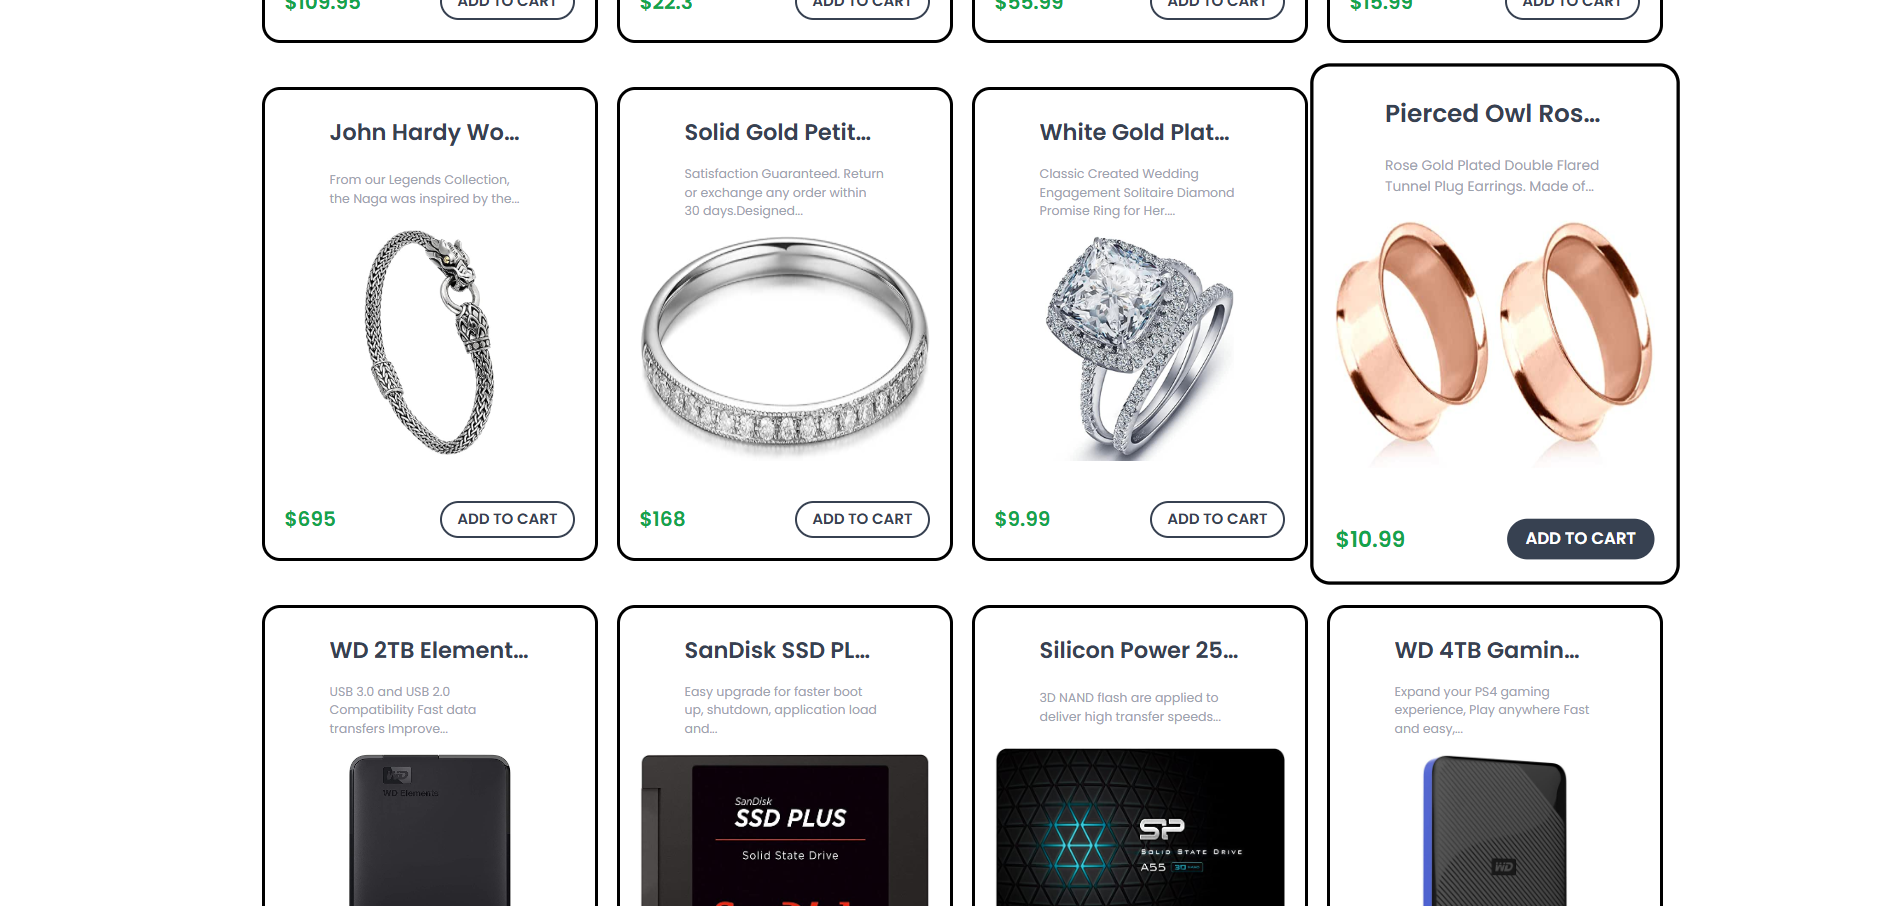 $109.95 ADD TO CART $22.3 ADD TO CART $55.99 ADD TO CART $15.99 ADD TO CART
John Hardy Wo...
From our Legends Collection,
the Naga was inspired by the...
$695 ADD TO CART
Solid Gold Petit...
Satisfaction Guaranteed. Return
or exchange any order within
30 days.Designed...
$168 ADD TO CART
White Gold Plat...
Classic Created Wedding
Engagement Solitaire Diamond
Promise Ring for Her....
$9.99 ADD TO CART
Pierced Owl Ros...
Rose Gold Plated Double Flared
Tunnel Plug Earrings. Made of...
$10.99 ADD TO CART
WD 2TB Element...
USB 3.0 and USB 2.0
Compatibility Fast data
transfers Improve...
WD
WD Elements
SanDisk SSD PL...
Easy upgrade for faster boot
up, shutdown, application load
and...
SanDisk
SSD PLUS
Solid State Drive
SanDisk
Silicon Power 25...
3D NAND flash are applied to
deliver high transfer speeds...
SP
SOLID STATE DRIVE
A55 3D
WD 4TB Gamin...
Expand your PS4 gaming
experience, Play anywhere Fast
and easy,...
WD